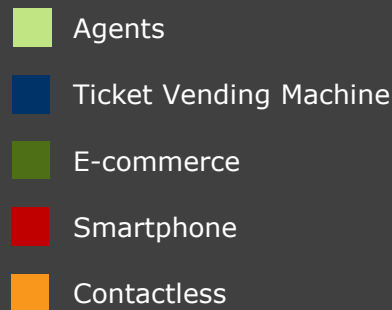 Agents
Ticket Vending Machine
E-commerce
Smartphone
Contactless